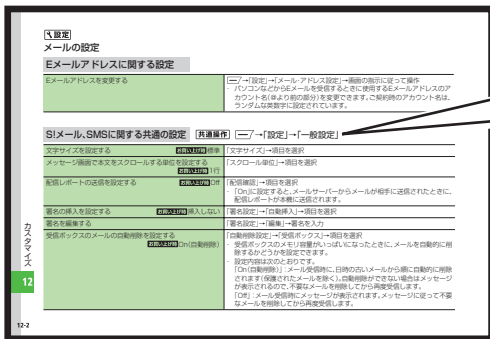 設定
メールの設定
Eメールアドレスに関する設定
Eメールアドレスを変更する
→「設定」→「メール・アドレス設定」→画面の指示に従って操作
・ パソコンなどからEメールを受信するときに使用するEメールアドレスのア
カウント名(@より前の部分)を変更できます。ご契約時のアカウント名は、
ランダムな英数字に設定されています。
S!メール、SMSに関する共通の設定 共通操作 →「設定」→「一般設定」
文字サイズを設定する お買い上げ時 標準
「文字サイズ」→項目を選択
メッセージ画面で本文をスクロールする単位を設定する
お買い上げ時 1行
「スクロール単位」→項目を選択
配信レポートの送信を設定する お買い上げ時 Off
「配信確認」→項目を選択
・ 「On」に設定すると、メールサーバーからメールが相手に送信されたときに、
配信レポートが本機に送信されます。
署名の挿入を設定する お買い上げ時 挿入しない
「署名設定」→「自動挿入」→項目を選択
署名を編集する
「署名設定」→「編集」→署名を入力
受信ボックスのメールの自動削除を設定する
お買い上げ時 On(自動削除)
「自動削除設定」→「受信ボックス」→項目を選択
・ 受信ボックスのメモリ容量がいっぱいになったときに、メールを自動的に削
除するかどうかを設定できます。
・ 設定内容は次のとおりです。
「On(自動削除)」:メール受信時に、日時の古いメールから順に自動的に削除
されます(保護されたメールを除く)。自動削除ができない場合はメッセージ
が表示されるので、不要なメールを削除してから再度受信します。
「Off」:メール受信時にメッセージが表示されます。メッセージに従って不要
なメールを削除してから再度受信します。
カスタマイズ
12
12-2